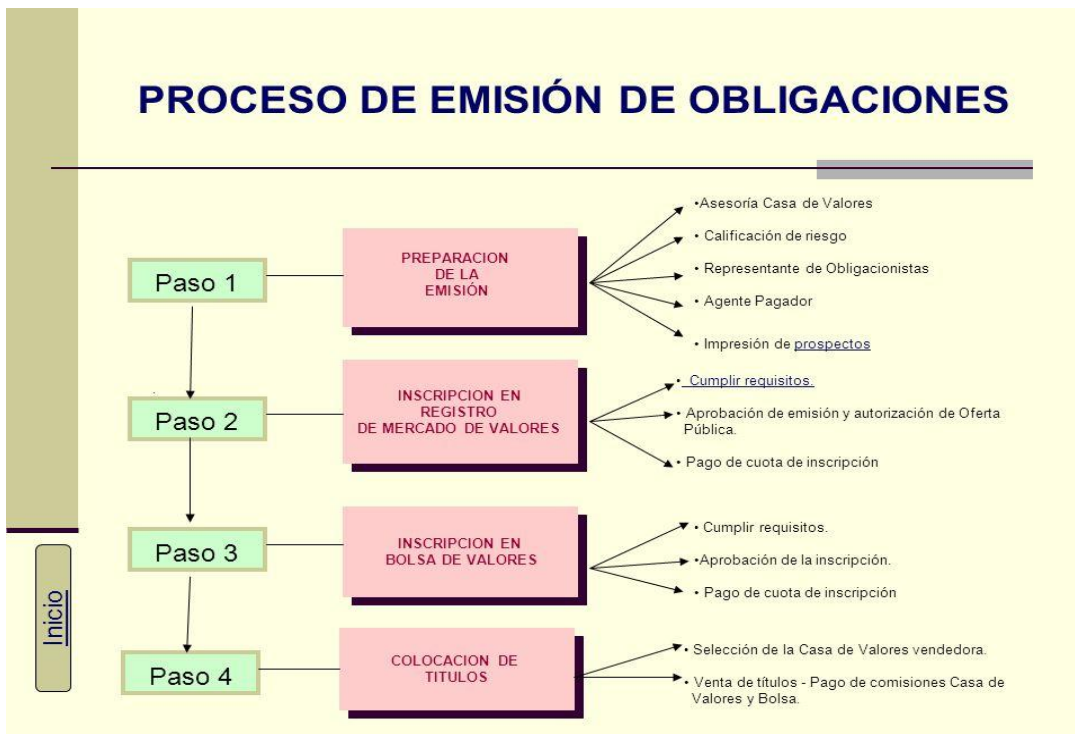 PROCESO DE EMISIÓN DE OBLIGACIONES
Paso 1
PREPARACION
DE LA
EMISIÓN
•Asesoría Casa de Valores
• Calificación de riesgo
• Representante de Obligacionistas
• Agente Pagador
• Impresión de prospectos
Paso 2
INSCRIPCION EN
REGISTRO
DE MERCADO DE VALORES
• Cumplir requisitos.
• Aprobación de emisión y autorización de Oferta
Pública.
• Pago de cuota de inscripción
Paso 3
INSCRIPCION EN
BOLSA DE VALORES
• Cumplir requisitos.
•Aprobación de la inscripción.
• Pago de cuota de inscripción
Paso 4
COLOCACION DE
TITULOS
• Selección de la Casa de Valores vendedora.
• Venta de títulos - Pago de comisiones Casa de
Valores y Bolsa.
Inicio